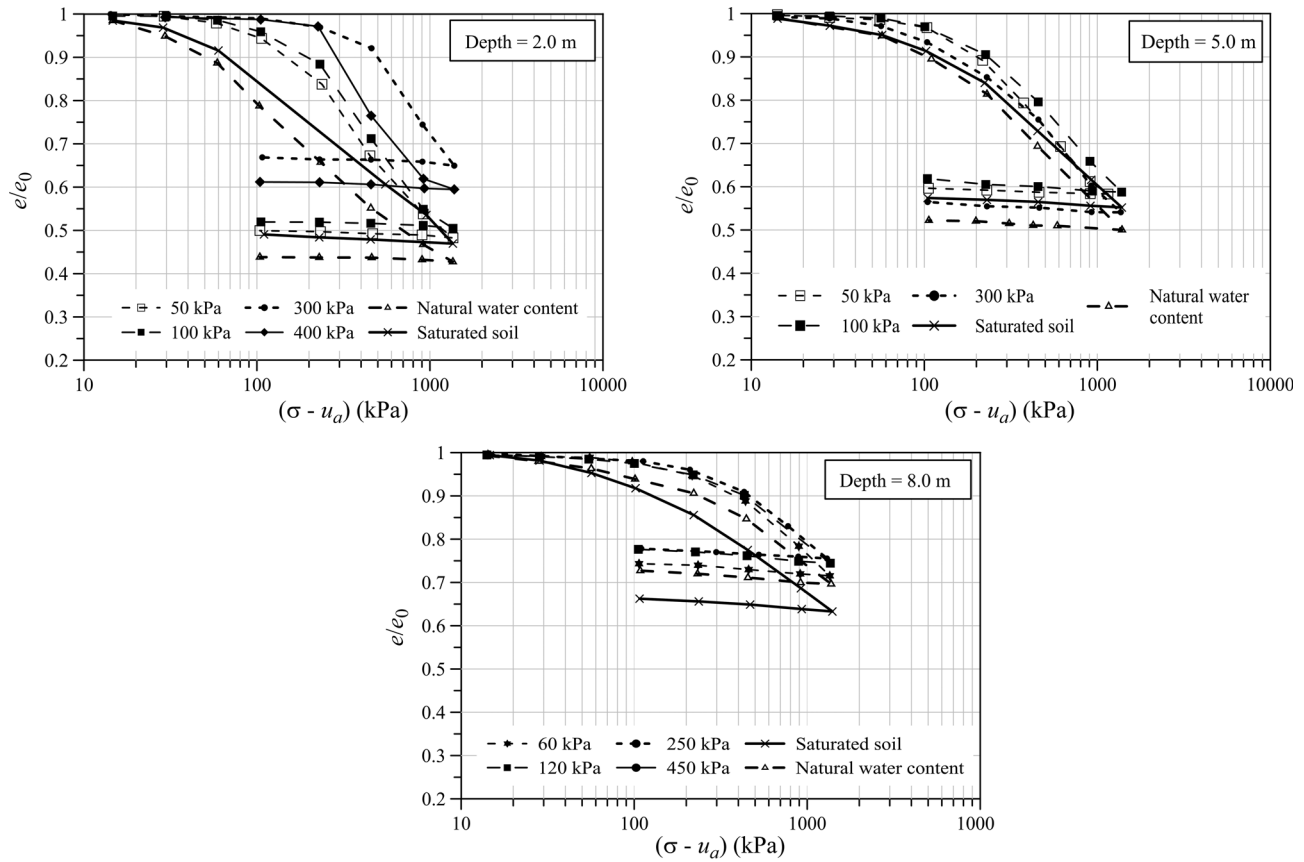 1
0.9
0.8
0.7
0.6
0.5
0.4
0.3
0.2
e/e0
Depth = 2.0 m
50 kPa 300 kPa Natural water content
100 kPa 400 kPa Saturated soil
10 100 1000 10000
(σ - ua) (kPa)
1
0.9
0.8
0.7
0.6
0.5
0.4
0.3
0.2
e/e0
Depth = 5.0 m
50 kPa 300 kPa Natural water
content
100 kPa Saturated soil
10 100 1000 10000
(σ - ua) (kPa)
1
0.9
0.8
0.7
0.6
0.5
0.4
0.3
0.2
e/e0
Depth = 8.0 m
60 kPa 250 kPa Saturated soil
120 kPa 450 kPa Natural water content
10 100 1000 1000
(σ - ua) (kPa)